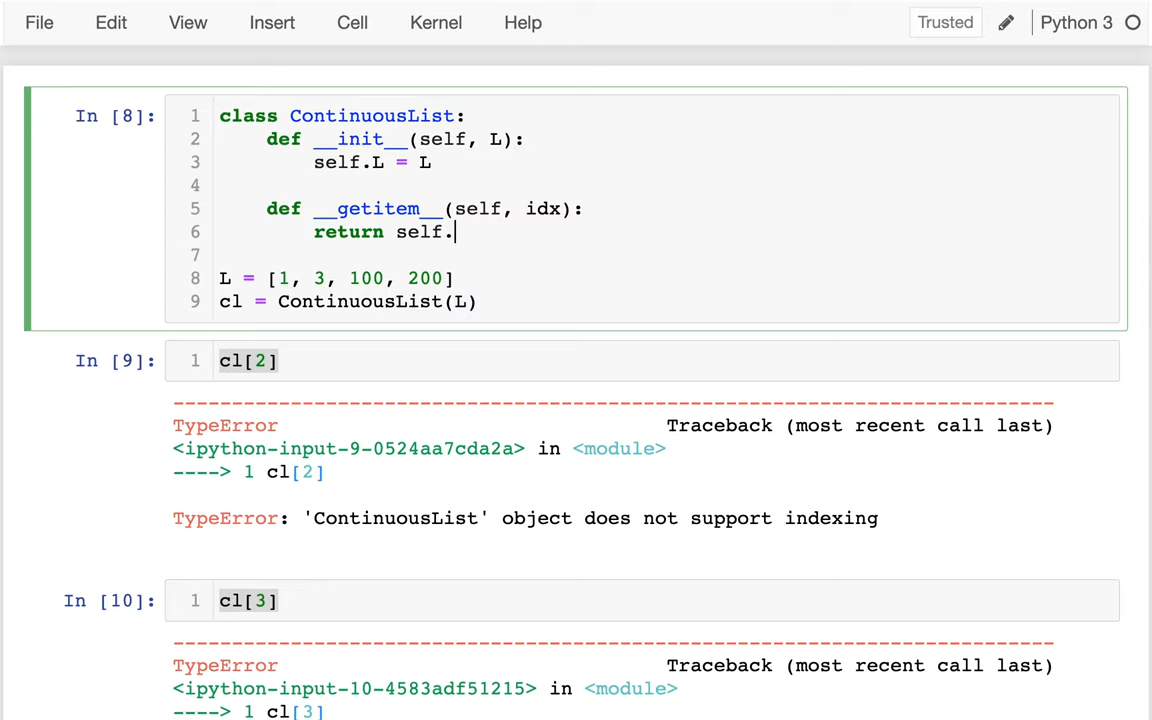 File Edit View Insert Cell Kernel Help Trusted Python 3
In [8]:
1 class ContinuousList:
2     def __init__(self, L):
3         self.L = L
4
5     def __getitem__(self, idx):
6         return self.
7
8 L = [1, 3, 100, 200]
9 cl = ContinuousList(L)
In [9]: 1 cl[2]
---------------------------------------------------------------------------
TypeError                                 Traceback (most recent call last)
<ipython-input-9-0524aa7cda2a> in <module>
----> 1 cl[2]
TypeError: 'ContinuousList' object does not support indexing
In [10]: 1 cl[3]
---------------------------------------------------------------------------
TypeError                                 Traceback (most recent call last)
<ipython-input-10-4583adf51215> in <module>
----> 1 cl[3]